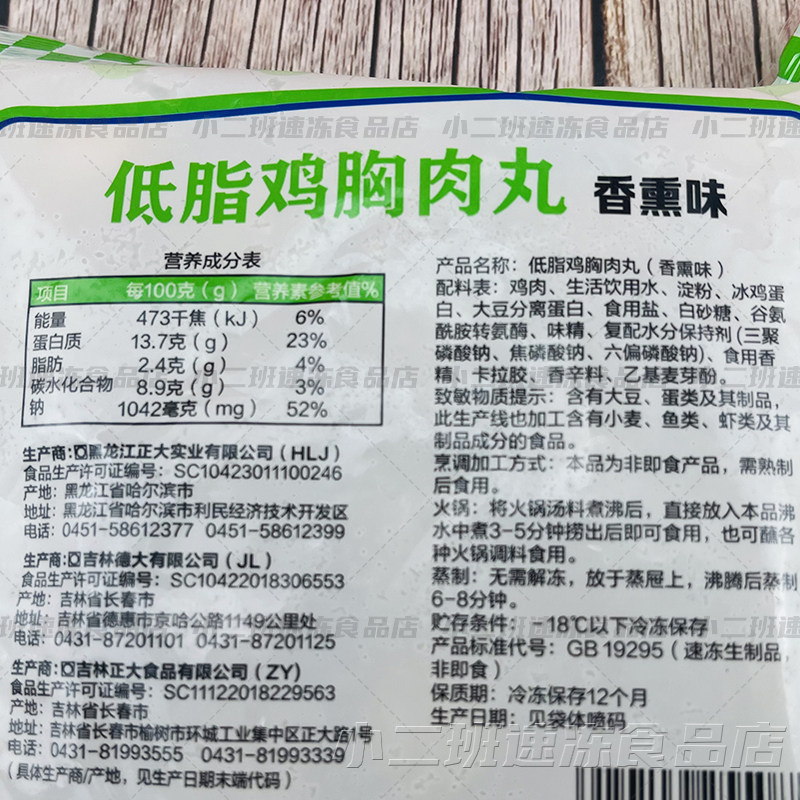 小二班速冻食品店 小二班速冻食品店 小二班速冻食品店
低脂鸡胸肉丸 香熏味
营养成分表
项目 每100克(g) 营养素参考值%
能量 473千焦(kJ) 6%
蛋白质 13.7克(g) 23%
脂肪 2.4克(g) 4%
碳水化合物 8.9克(g) 3%
钠 1042毫克(mg) 52%
生产商:黑龙江正大实业有限公司(HLJ)
食品生产许可证编号:SC10423011100246
产地:黑龙江省哈尔滨市
地址:黑龙江省哈尔滨市利民经济技术开发区
电话:0451-58612377 0451-58612399
生产商:吉林德大有限公司(JL)
食品生产许可证编号:SC10422018306553
产地:吉林省长春市
地址:吉林省德惠市京哈公路1149公里处
电话:0431-87201101 0431-87201125
生产商:吉林正大食品有限公司(ZY)
食品生产许可证编号:SC11122018229563
产地:吉林省长春市
地址:吉林省长春市榆树市环城工业集中区正大路1号
电话:0431-81993555 0431-81993339
(具体生产商/产地,见生产日期末端代码)
产品名称:低脂鸡胸肉丸(香熏味)
配料表:鸡肉、生活饮用水、淀粉、冰鸡蛋
白、大豆分离蛋白、食用盐、白砂糖、谷氨
酰胺转氨酶、味精、复配水分保持剂(三聚
磷酸钠、焦磷酸钠、六偏磷酸钠)、食用香
精、卡拉胶、香辛料、乙基麦芽酚。
致敏物质提示:含有大豆、蛋类及其制品,
此生产线也加工含有小麦、鱼类、虾类及其
制品成分的食品。
烹调加工方式:本品为非即食产品,需熟制
后食用。
火锅:将火锅汤料煮沸后,直接放入本品沸
水中煮3-5分钟捞出后即可食用,也可蘸各
种火锅调料食用。
蒸制:无需解冻,放于蒸屉上,沸腾后蒸制
6-8分钟。
贮存条件:-18℃以下冷冻保存
产品标准代号:GB 19295(速冻生制品,
非即食)
保质期:冷冻保存12个月
生产日期:见袋体喷码
小二班速冻食品店